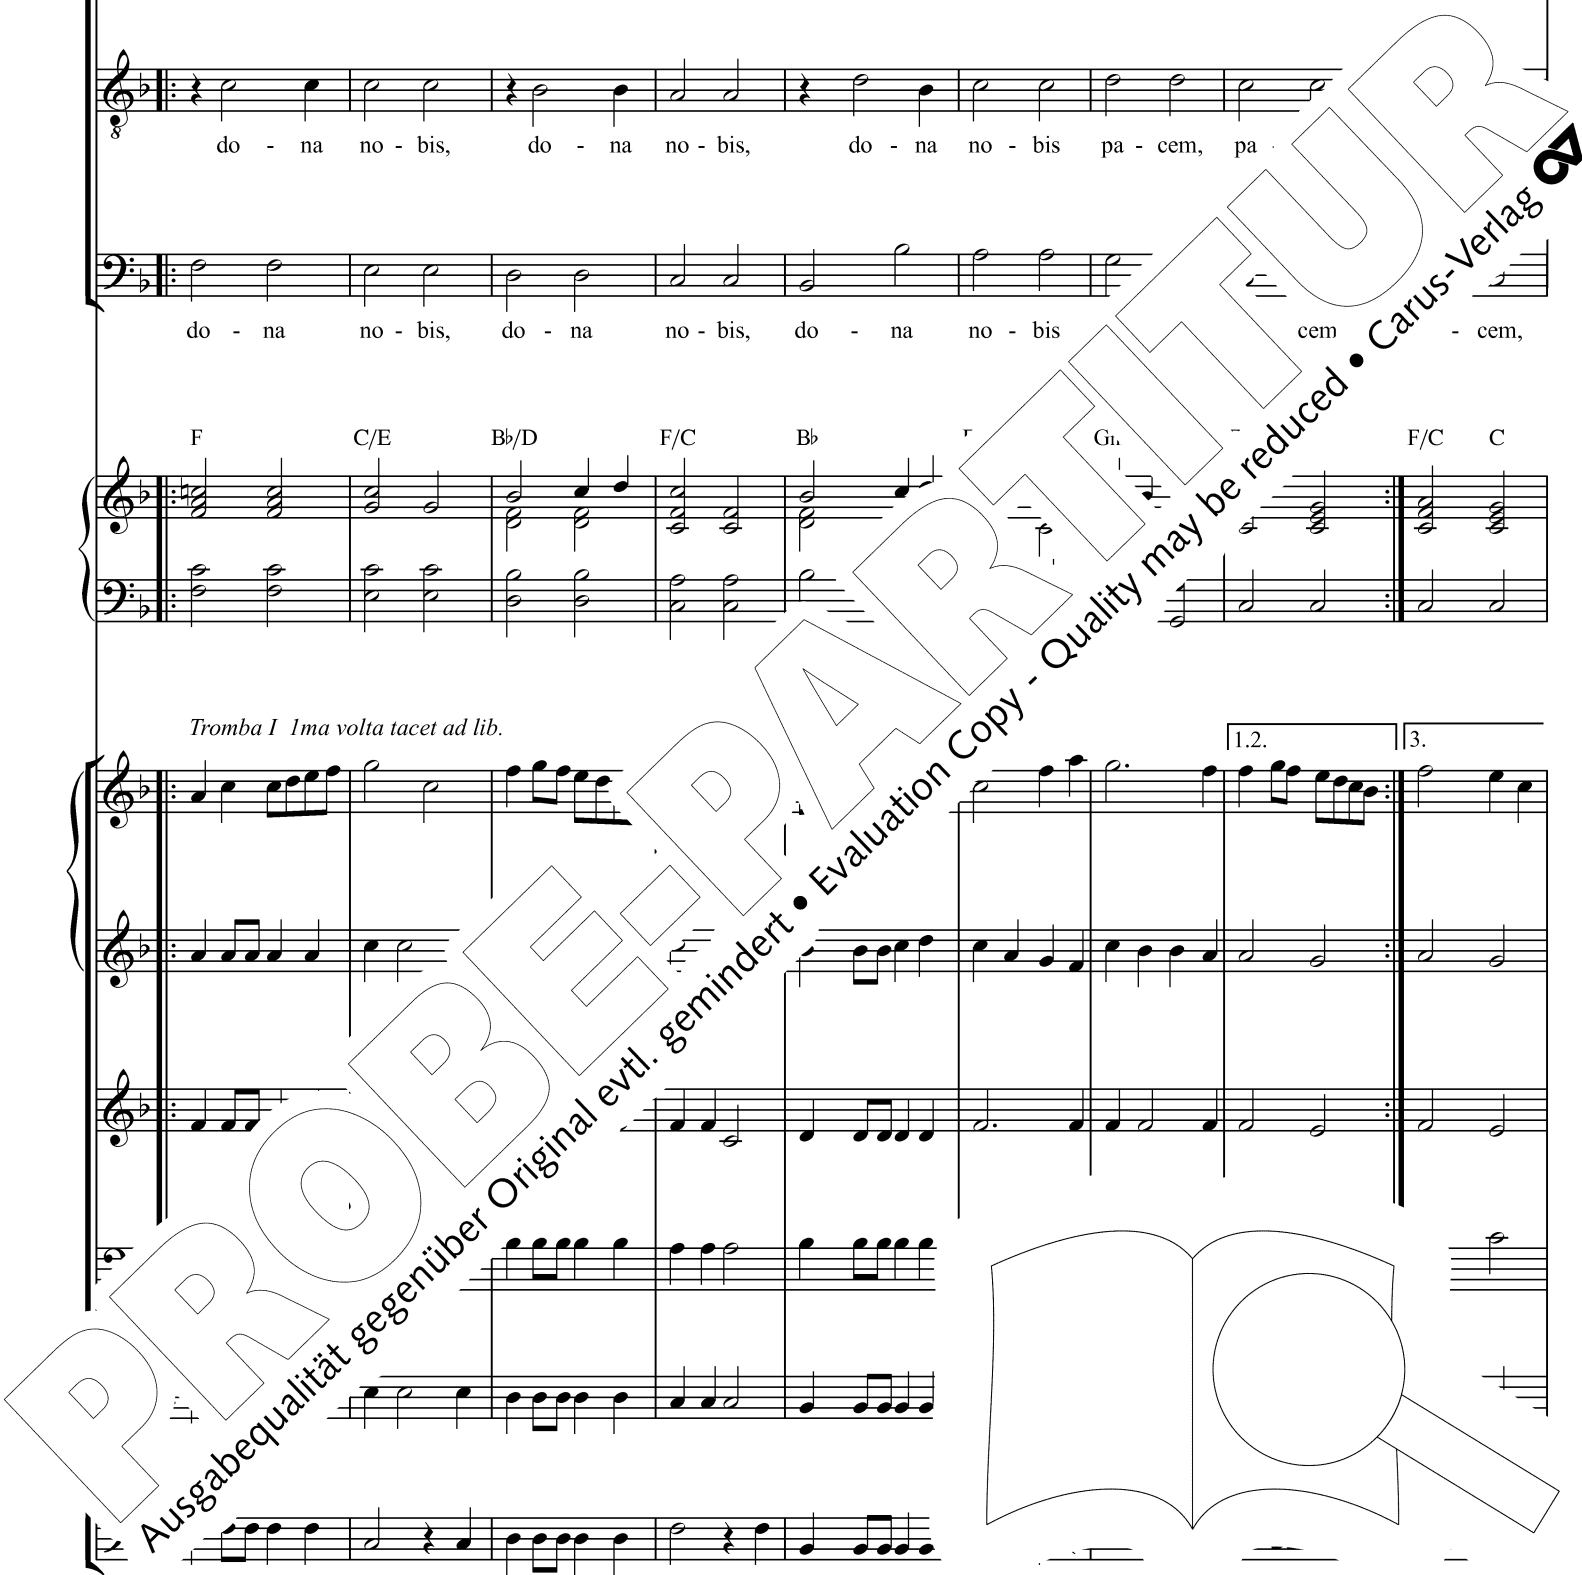 do - na no - bis, do - na no - bis, do - na no - bis pa - cem, pa -
do - na no - bis, do - na no - bis, do - na no - bis cem - cem,
F C/E B♭/D F/C B♭ F/C C
Tromba I 1ma volta tacet ad lib.
1.2. 3.
PROBE-PARTITUR
Ausgabequalität gegenüber Original evtl. gemindert • Evaluation Copy - Quality may be reduced • Carus-Verlag